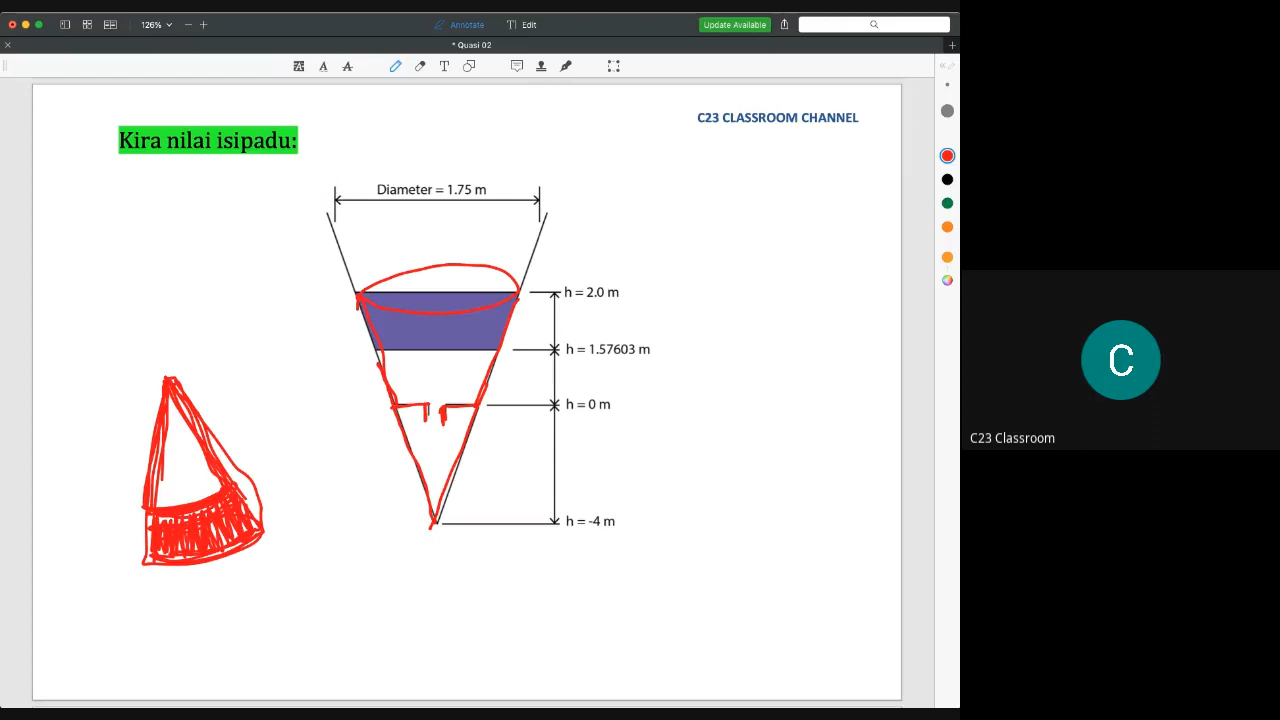 126%
Annotate
T Edit
Update Available
* Quasi 02
C23 CLASSROOM CHANNEL
Kira nilai isipadu:
Diameter = 1.75 m
h = 2.0 m
h = 1.57603 m
h = 0 m
h = -4 m
C
C23 Classroom